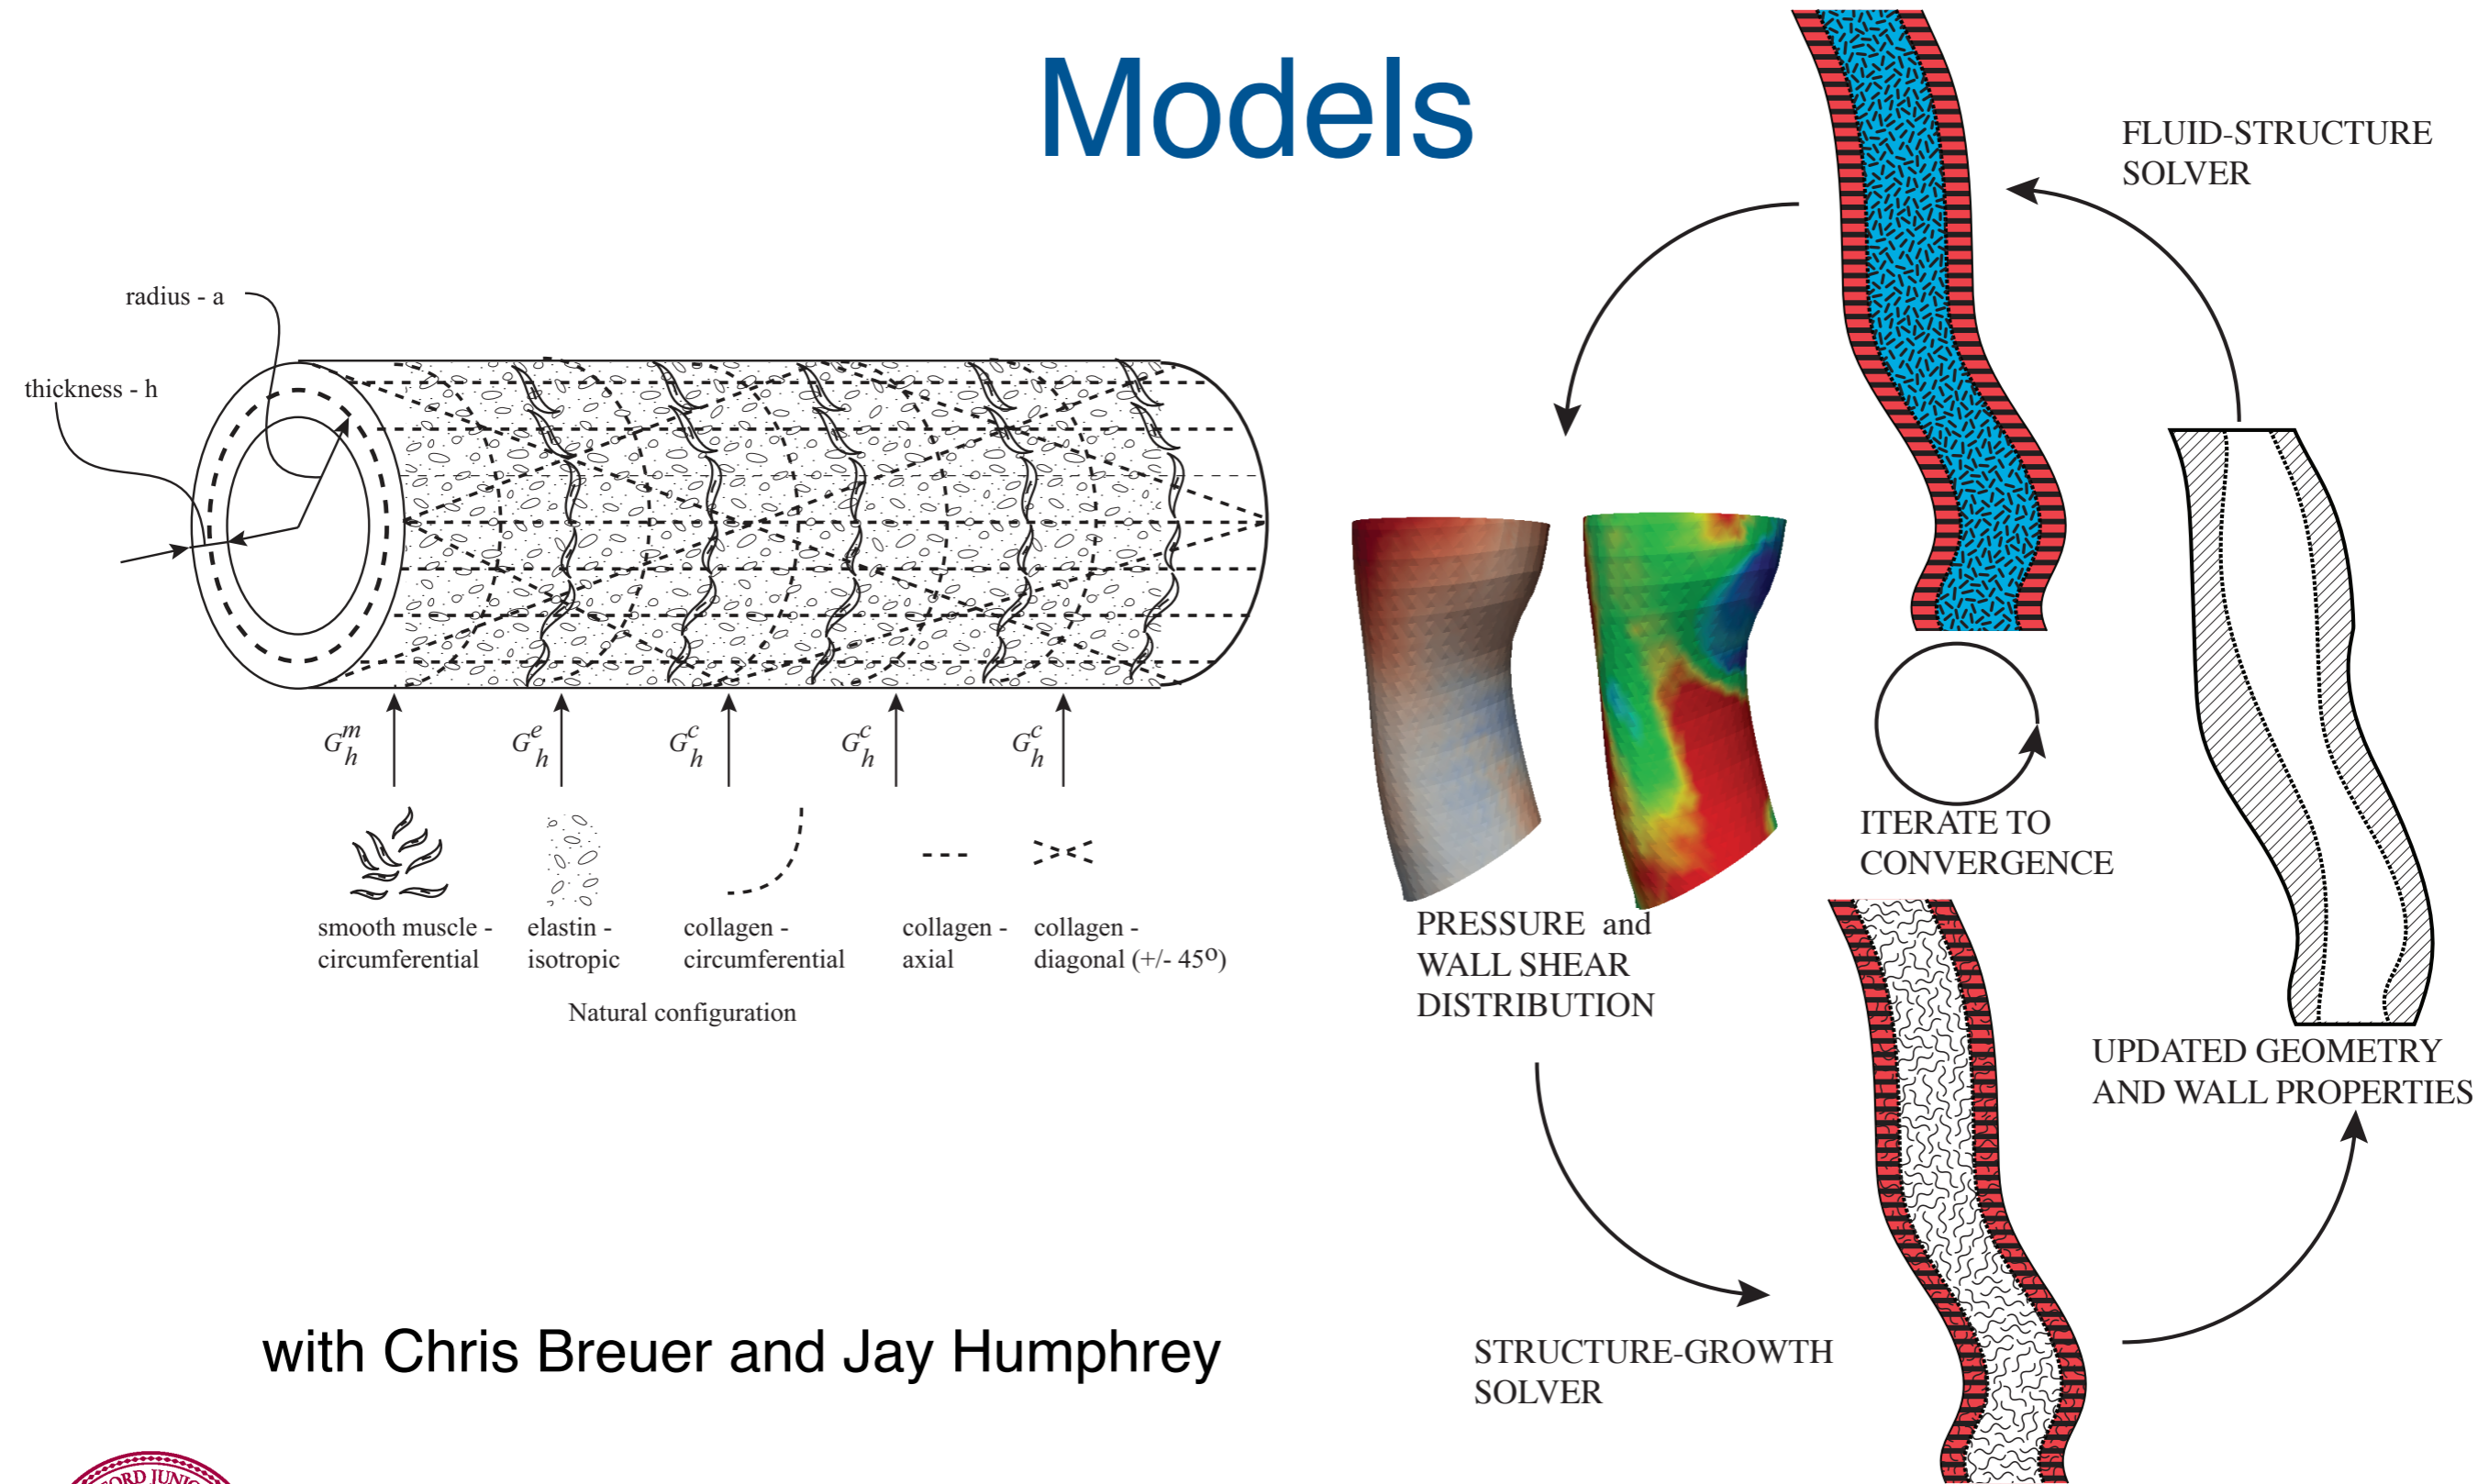 Models
radius - a
thickness - h
G^m_h
G^e_h
G^c_h
G^c_h
G^c_h
smooth muscle -
circumferential
elastin -
isotropic
collagen -
circumferential
collagen -
axial
collagen -
diagonal (+/- 45º)
Natural configuration
with Chris Breuer and Jay Humphrey
FLUID-STRUCTURE
SOLVER
PRESSURE and
WALL SHEAR
DISTRIBUTION
ITERATE TO
CONVERGENCE
UPDATED GEOMETRY
AND WALL PROPERTIES
STRUCTURE-GROWTH
SOLVER